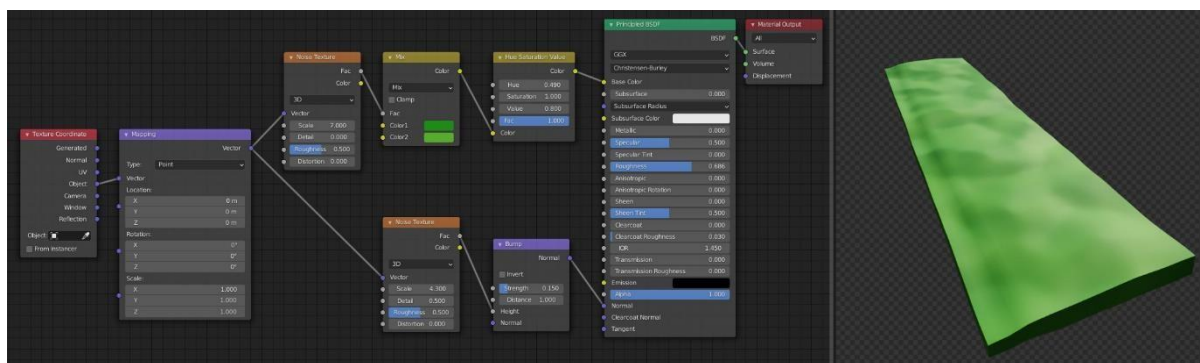 Texture Coordinate
Generated
Normal
UV
Object
Camera
Window
Reflection
Object:
From Instancer
Mapping
Vector
Type: Point
Vector
Location:
X 0 m
Y 0 m
Z 0 m
Rotation:
X 0°
Y 0°
Z 0°
Scale:
X 1.000
Y 1.000
Z 1.000
Noise Texture
Fac
Color
3D
Vector
Scale 7.000
Detail 0.000
Roughness 0.500
Distortion 0.000
Mix
Color
Mix
Clamp
Fac
Color1
Color2
Hue Saturation Value
Color
Hue 0.490
Saturation 1.000
Value 0.800
Fac 1.000
Color
Noise Texture
Fac
Color
3D
Vector
Scale 4.300
Detail 0.500
Roughness 0.500
Distortion 0.800
Bump
Normal
Invert
Strength 0.150
Distance 1.000
Height
Normal
Principled BSDF
BSDF
GGX
Christensen-Burley
Base Color
Subsurface 0.000
Subsurface Radius
Subsurface Color
Metallic 0.000
Specular 0.500
Specular Tint 0.000
Roughness 0.686
Anisotropic 0.000
Anisotropic Rotation 0.000
Sheen 0.000
Sheen Tint 0.500
Clearcoat 0.000
Clearcoat Roughness 0.030
IOR 1.450
Transmission 0.000
Transmission Roughness 0.000
Emission
Alpha 1.000
Normal
Clearcoat Normal
Tangent
Material Output
All
Surface
Volume
Displacement